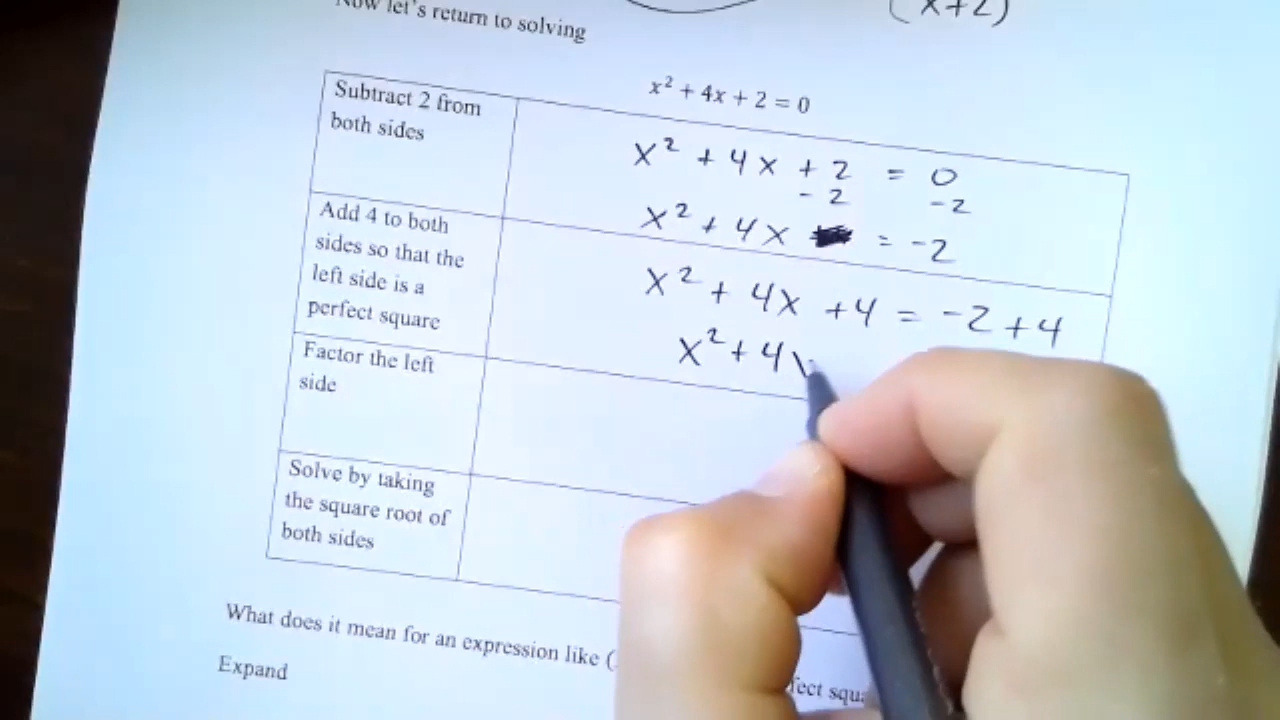 Now let's return to solving
(x+2)
x² + 4x + 2 = 0
Subtract 2 from
both sides
x² + 4x + 2 = 0
- 2 -2
x² + 4x = -2
Add 4 to both
sides so that the
left side is a
perfect square
x² + 4x + 4 = -2 + 4
x² + 4
Factor the left
side
Solve by taking
the square root of
both sides
What does it mean for an expression like (
Expand